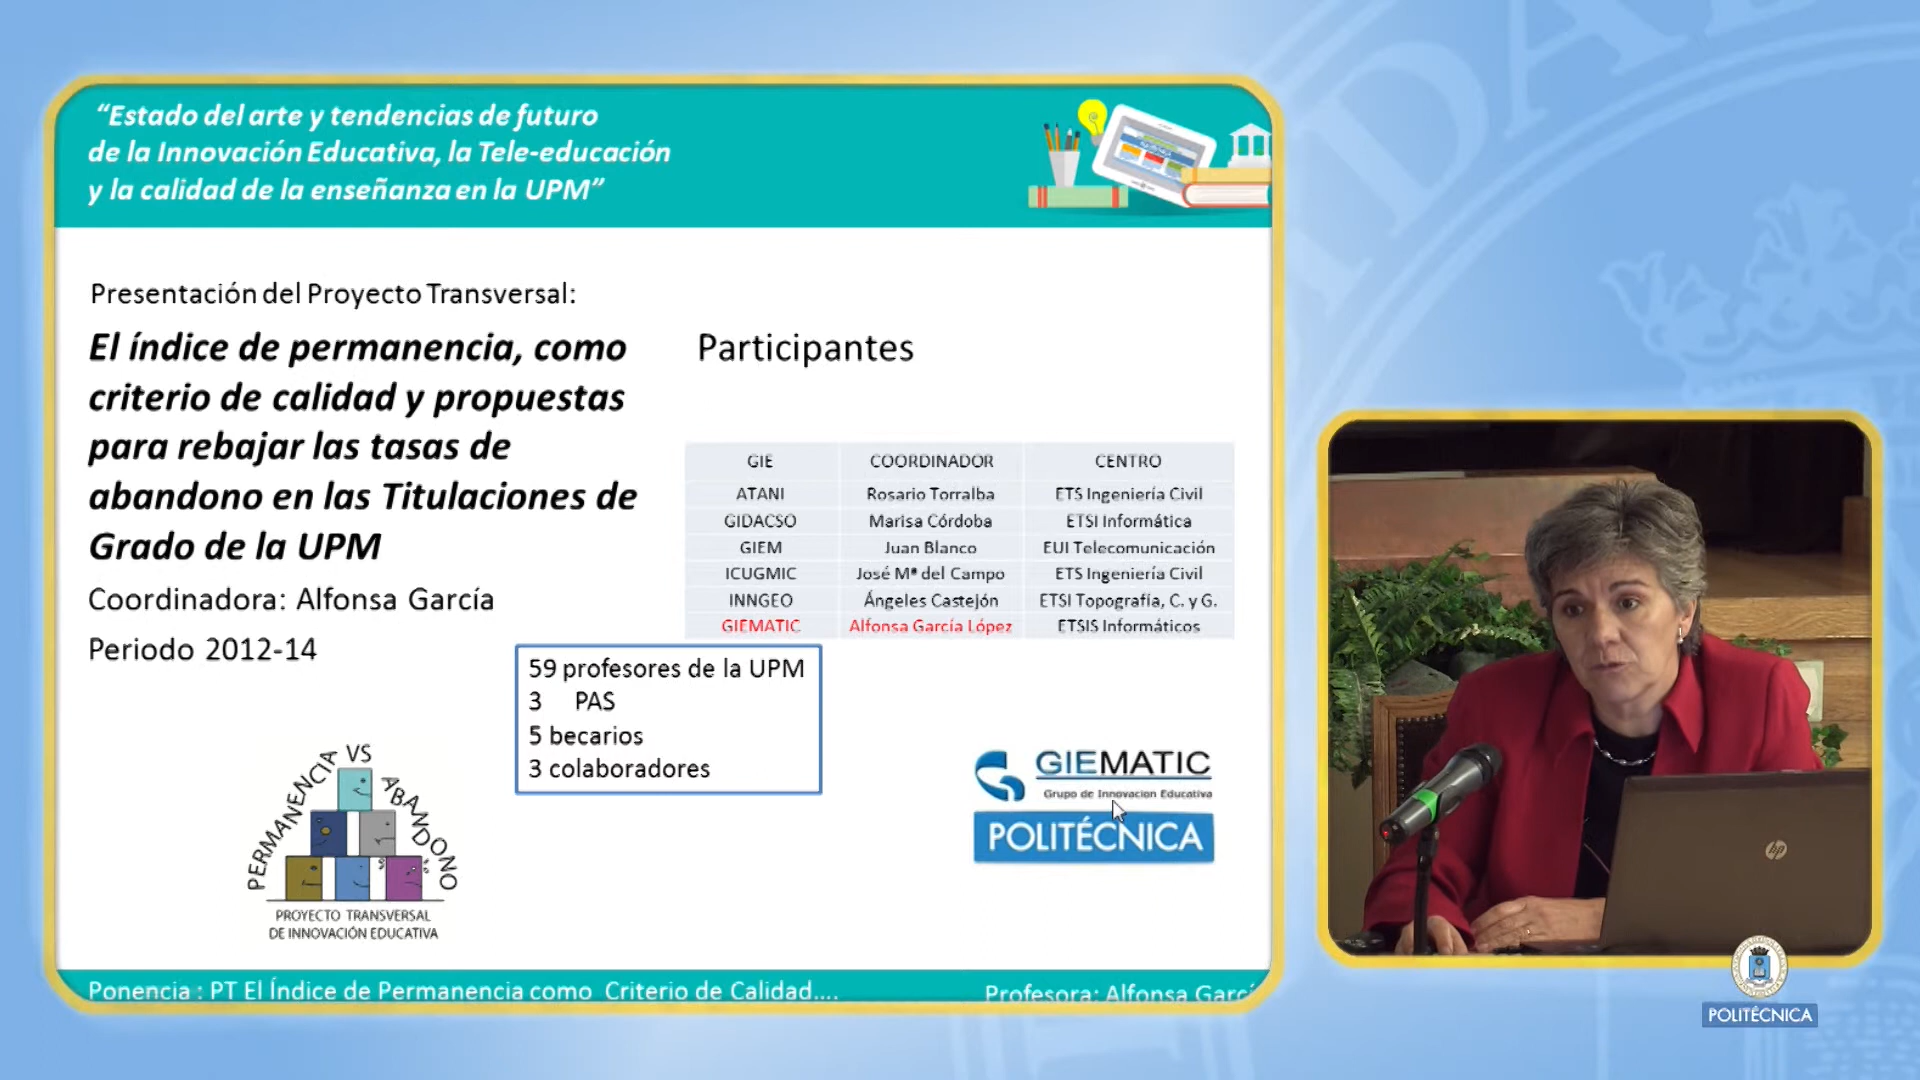 “Estado del arte y tendencias de futuro
de la Innovación Educativa, la Tele-educación
y la calidad de la enseñanza en la UPM”
Presentación del Proyecto Transversal:
El índice de permanencia, como
criterio de calidad y propuestas
para rebajar las tasas de
abandono en las Titulaciones de
Grado de la UPM
Coordinadora: Alfonsa García
Periodo 2012-14
Participantes
GIE COORDINADOR CENTRO
ATANI Rosario Torralba ETS Ingeniería Civil
GIDACSO Marisa Córdoba ETSI Informática
GIEM Juan Blanco EUI Telecomunicación
ICUGMIC José Mª del Campo ETS Ingeniería Civil
INNGEO Ángeles Castejón ETSI Topografía, C. y G.
GIEMATIC Alfonsa García López ETSIS Informáticos
59 profesores de la UPM
3 PAS
5 becarios
3 colaboradores
PERMANENCIA VS ABANDONO
PROYECTO TRANSVERSAL
DE INNOVACIÓN EDUCATIVA
GIEMATIC
Grupo de Innovacion Educativa
POLITÉCNICA
Ponencia : PT El Índice de Permanencia como Criterio de Calidad....
Profesora: Alfonsa Garcí
hp
POLITÉCNICA